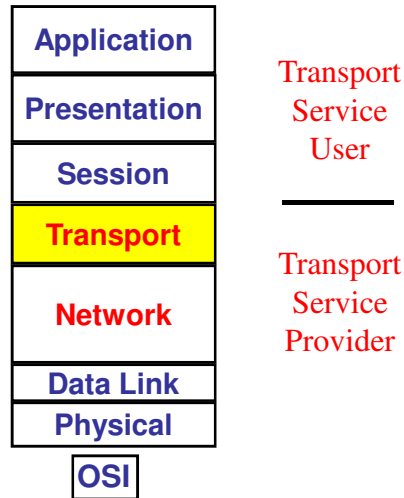 Application
Presentation
Session
Transport
Network
Data Link
Physical
OSI
Transport
Service
User
Transport
Service
Provider